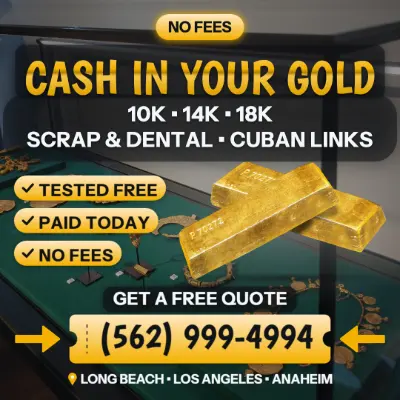 NO FEES
CASH IN YOUR GOLD
10K ▪ 14K ▪ 18K
SCRAP & DENTAL ▪ CUBAN LINKS
✓ TESTED FREE
✓ PAID TODAY
✓ NO FEES
GET A FREE QUOTE
(562) 999-4994
LONG BEACH ▪ LOS ANGELES ▪ ANAHEIM